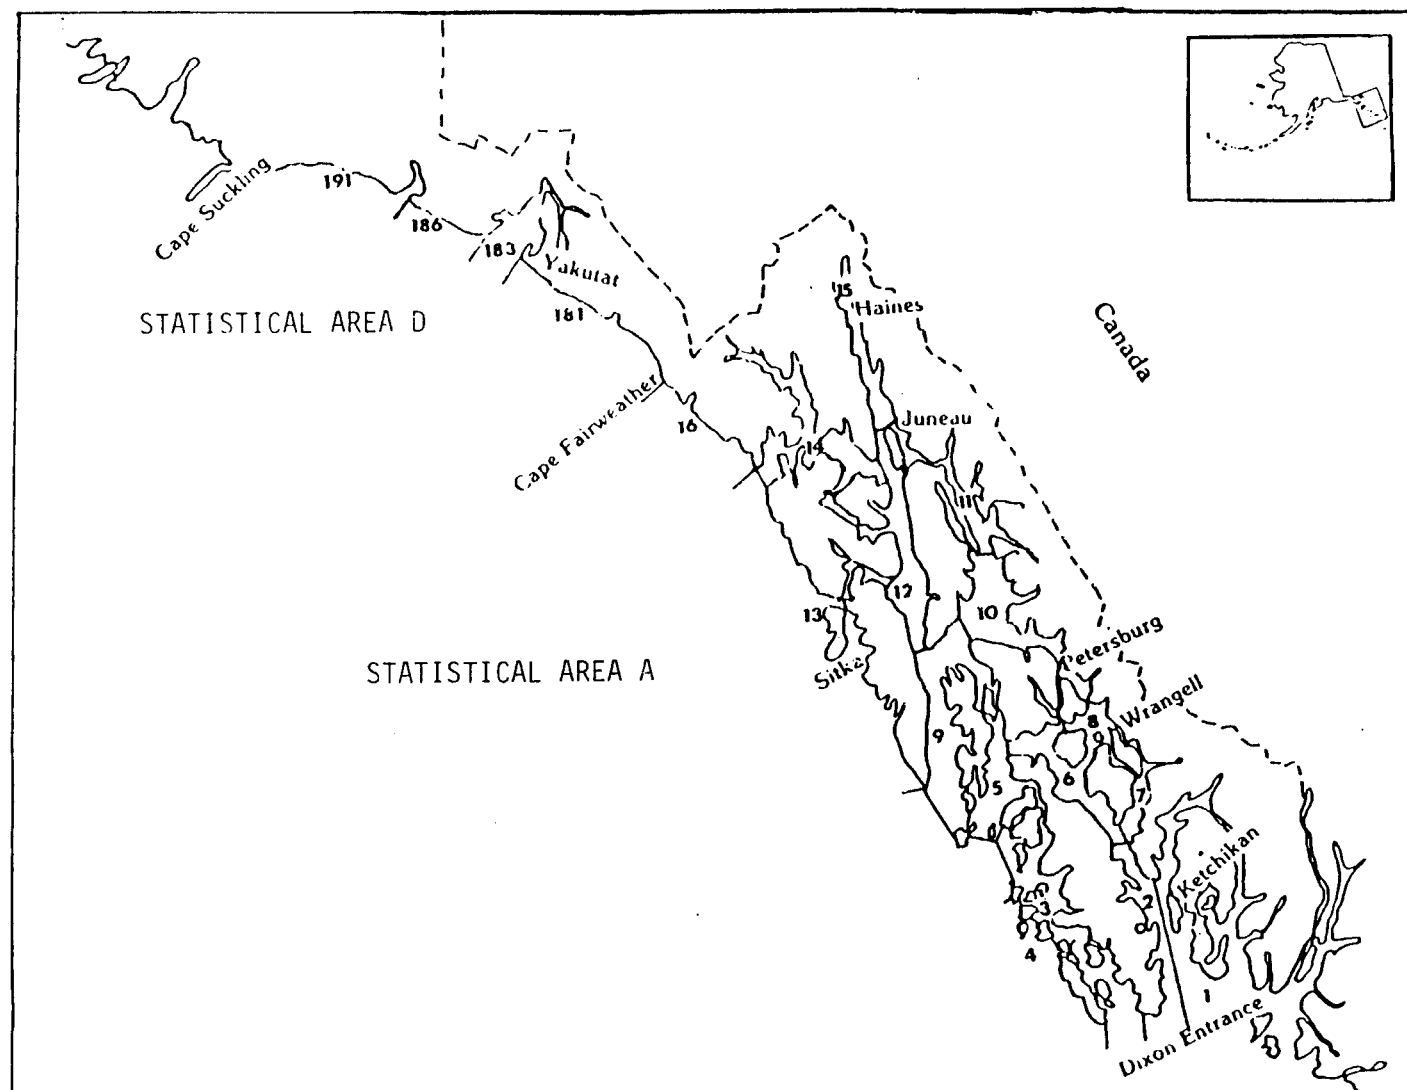 191
Cape Suckling
186
183
Yakutat
181
STATISTICAL AREA D
15
Haines
Canada
Cape Fairweather
16
Juneau
14
11
12
10
13
Petersburg
STATISTICAL AREA A
Sitka
Wrangell
8
9
6
5
7
Ketchikan
2
3
4
1
Dixon Entrance